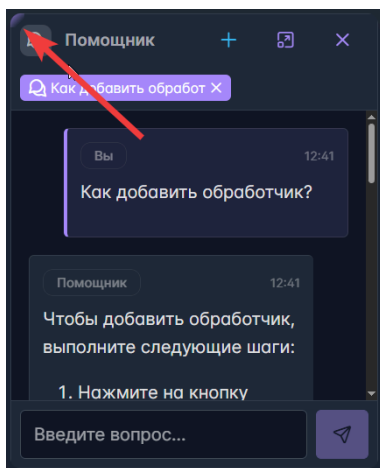 Помощник
Как добавить обработ
Вы 12:41
Как добавить обработчик?
Помощник 12:41
Чтобы добавить обработчик,
выполните следующие шаги:
1. Нажмите на кнопку
Введите вопрос...